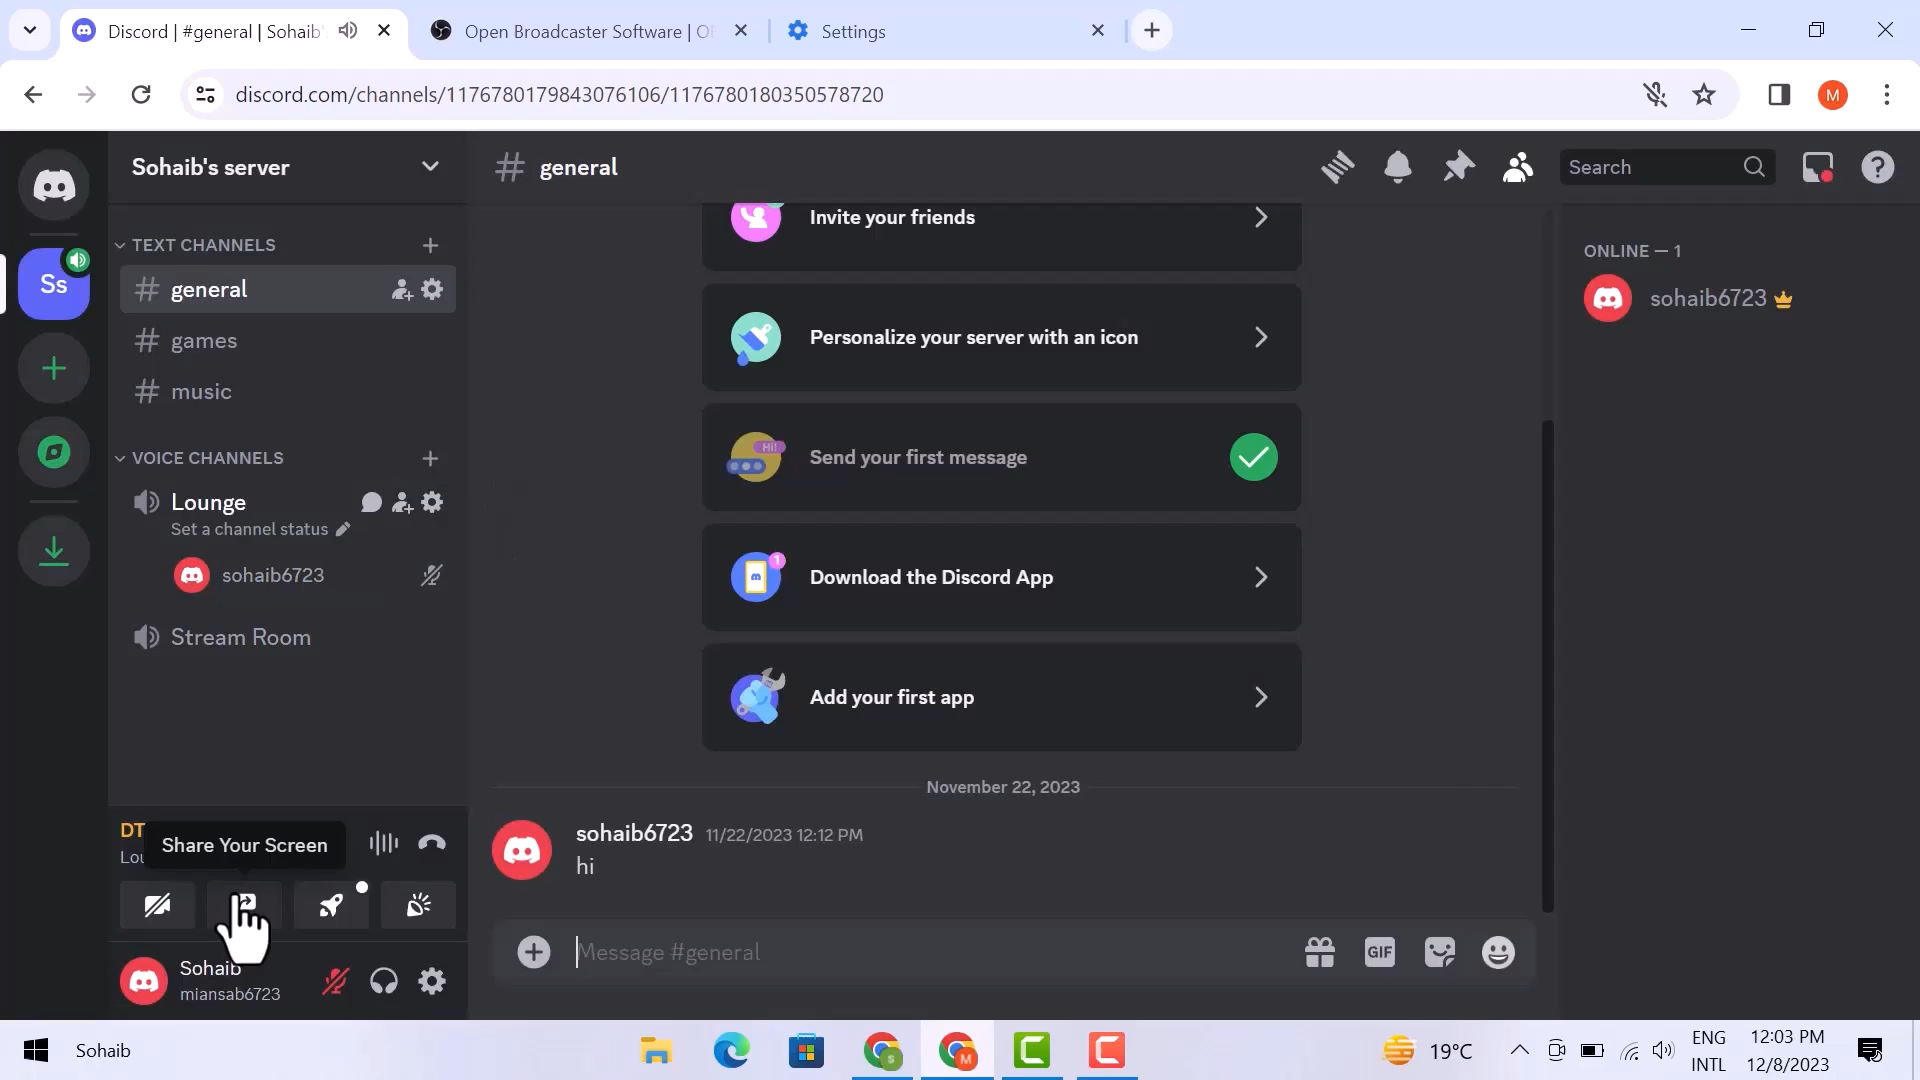 Discord | #general | Sohaib'
Open Broadcaster Software | OB
Settings
discord.com/channels/1176780179843076106/1176780180350578720
M
Sohaib's server
general
Search
Ss
TEXT CHANNELS
general
games
music
VOICE CHANNELS
Lounge
Set a channel status
sohaib6723
Stream Room
Invite your friends
Personalize your server with an icon
Hi!
Send your first message
1
Download the Discord App
Add your first app
November 22, 2023
sohaib6723 11/22/2023 12:12 PM
hi
Message #general
GIF
ONLINE — 1
sohaib6723
DT
Share Your Screen
Lou
Sohaib
miansab6723
Sohaib
S
M
19°C
ENG
INTL
12:03 PM
12/8/2023